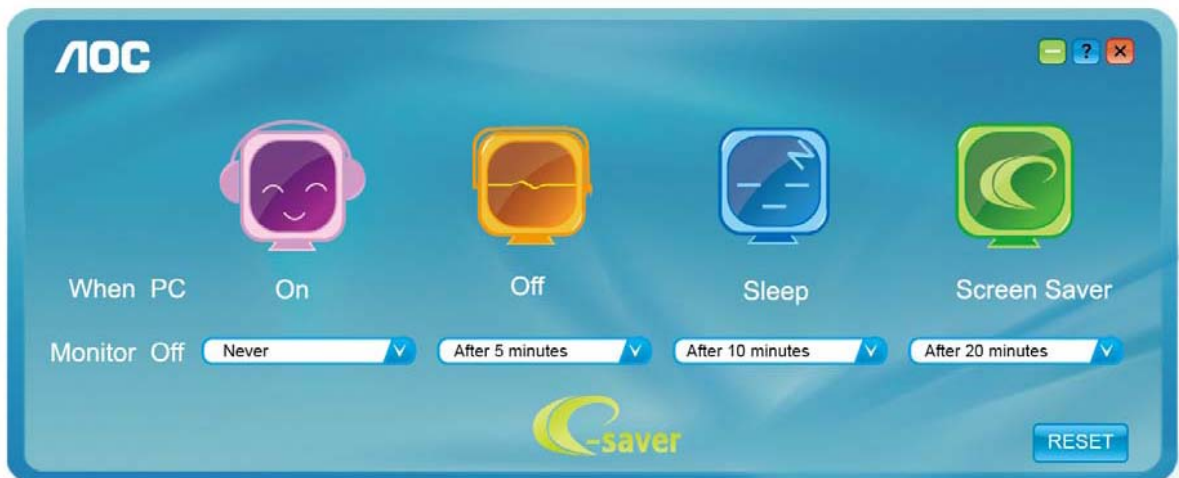 AOC
?
When PC On Off Sleep Screen Saver
Monitor Off Never After 5 minutes After 10 minutes After 20 minutes
e-saver
RESET